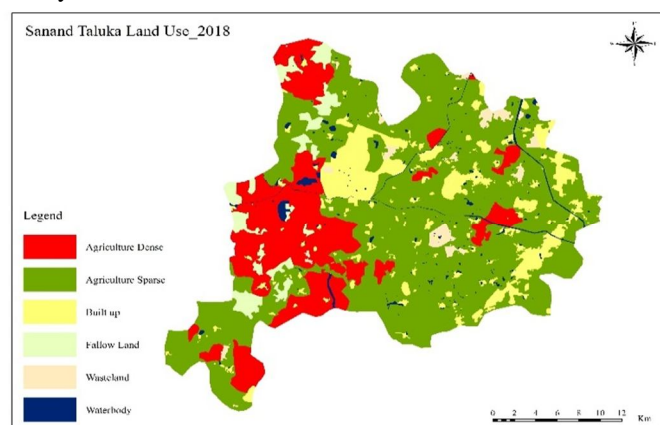 Sanand Taluka Land Use_2018
N
Legend
Agriculture Dense
Agriculture Sparse
Built up
Fallow Land
Wasteland
Waterbody
0 2 4 6 8 10 12
Km